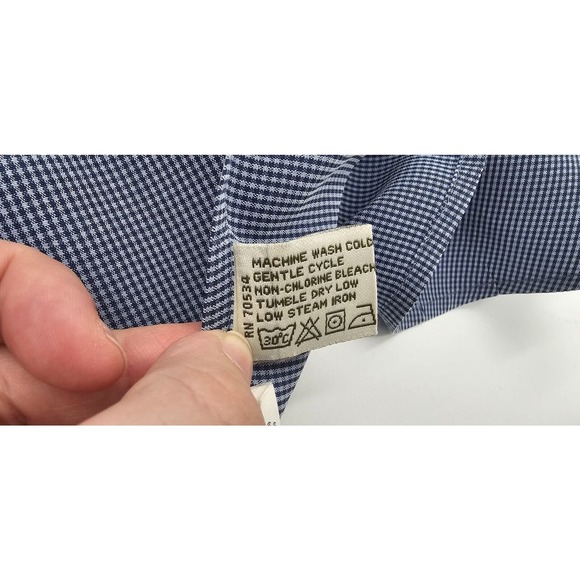 MACHINE WASH COLD
GENTLE CYCLE
NON-CHLORINE BLEACH
TUMBLE DRY LOW
LOW STEAM IRON
30°C
RN 70534